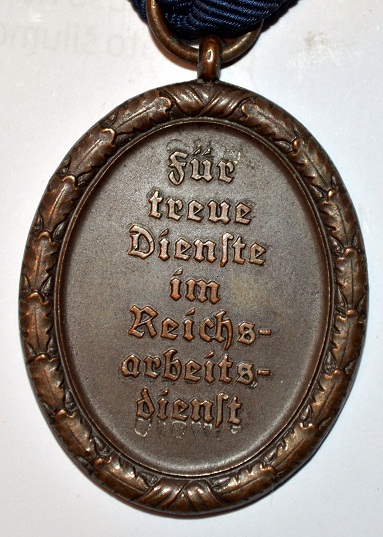 Für
treue
Dienſte
im
Reichs-
arbeits-
dienſt